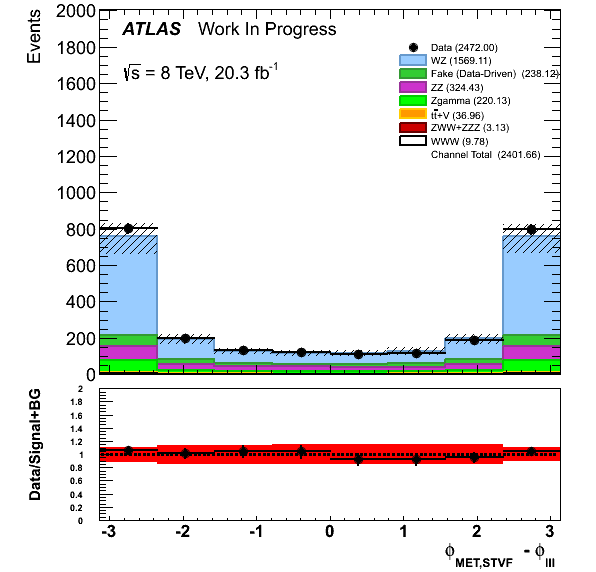 Events
2000
1800
1600
1400
1200
1000
800
600
400
200
0
ATLAS Work In Progress
√s = 8 TeV, 20.3 fb⁻¹
Data (2472.00)
WZ (1569.11)
Fake (Data-Driven) (238.12)
ZZ (324.43)
Zgamma (220.13)
tt̄+V (36.96)
ZWW+ZZZ (3.13)
WWW (9.78)
Channel Total (2401.66)
Data/Signal+BG
2
1.8
1.6
1.4
1.2
1
0.8
0.6
0.4
0.2
0
-3 -2 -1 0 1 2 3
ϕMET,STVF - ϕlll